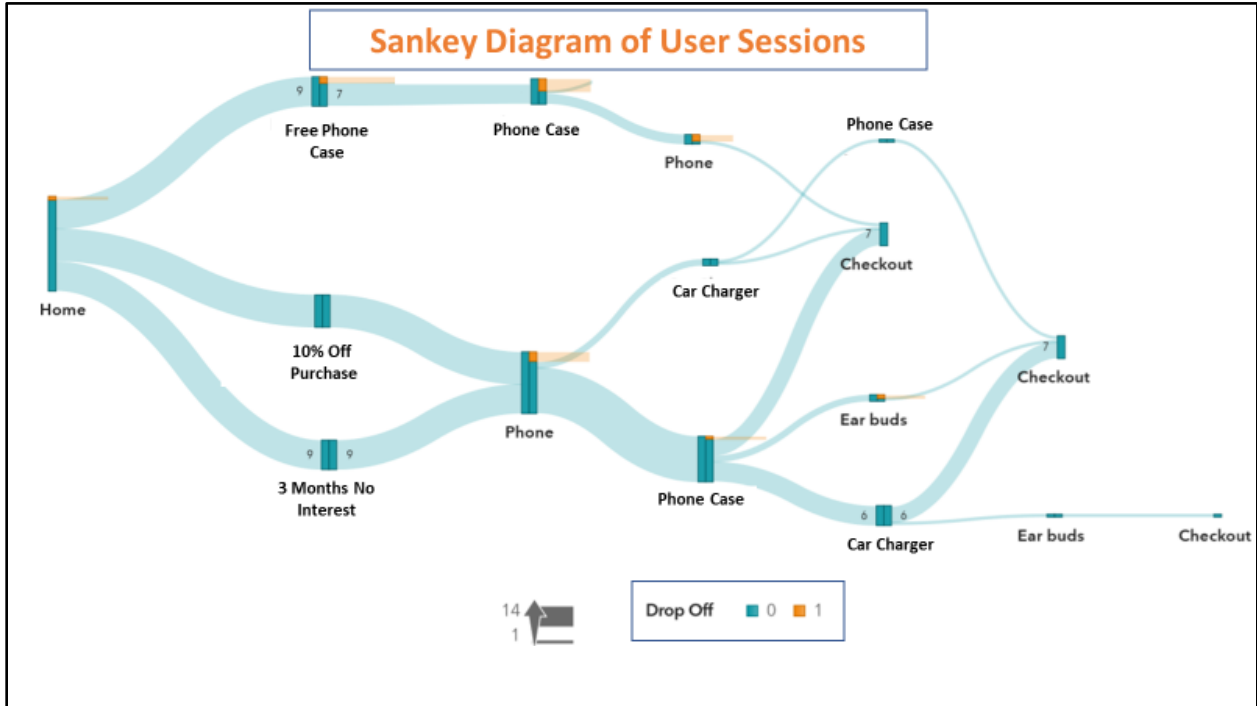 Sankey Diagram of User Sessions
9 7
Free Phone
Case
Phone Case
Phone
Phone Case
7
Checkout
Car Charger
Home
10% Off
Purchase
Phone
7
Checkout
Ear buds
9 9
3 Months No
Interest
Phone Case
6 6
Car Charger
Ear buds
Checkout
14
1
Drop Off 0 1